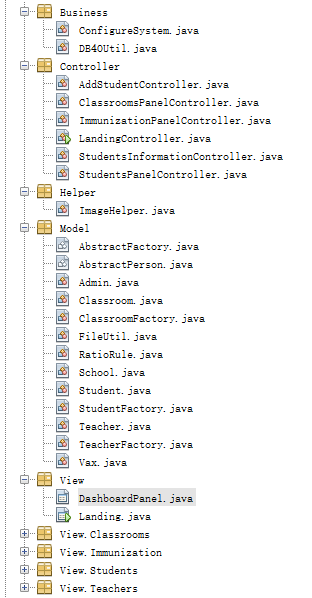 Business
ConfigureSystem.java
DB4OUtil.java
Controller
AddStudentController.java
ClassroomsPanelController.java
ImmunizationPanelController.java
LandingController.java
StudentsInformationController.java
StudentsPanelController.java
Helper
ImageHelper.java
Model
AbstractFactory.java
AbstractPerson.java
Admin.java
Classroom.java
ClassroomFactory.java
FileUtil.java
RatioRule.java
School.java
Student.java
StudentFactory.java
Teacher.java
TeacherFactory.java
Vax.java
View
DashboardPanel.java
Landing.java
View.Classrooms
View.Immunization
View.Students
View.Teachers